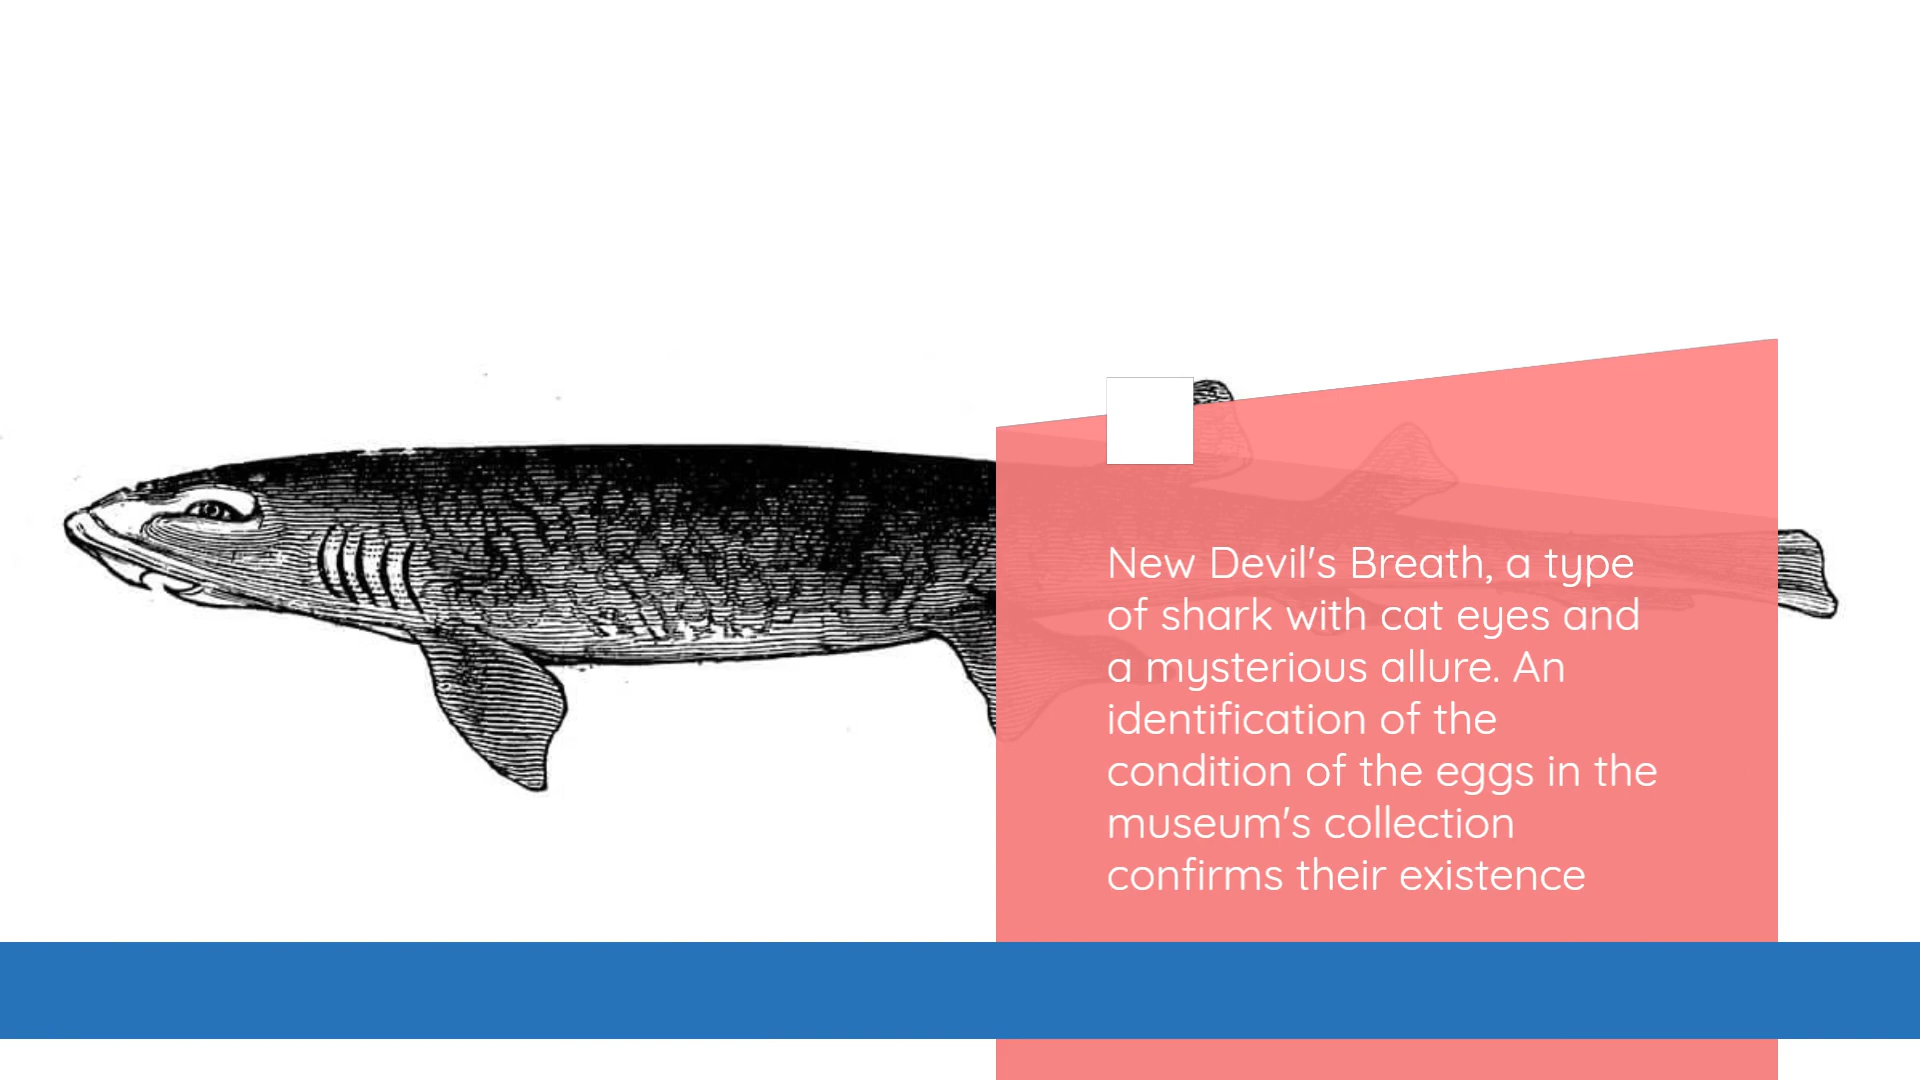 New Devil's Breath, a type
of shark with cat eyes and
a mysterious allure. An
identification of the
condition of the eggs in the
museum's collection
confirms their existence